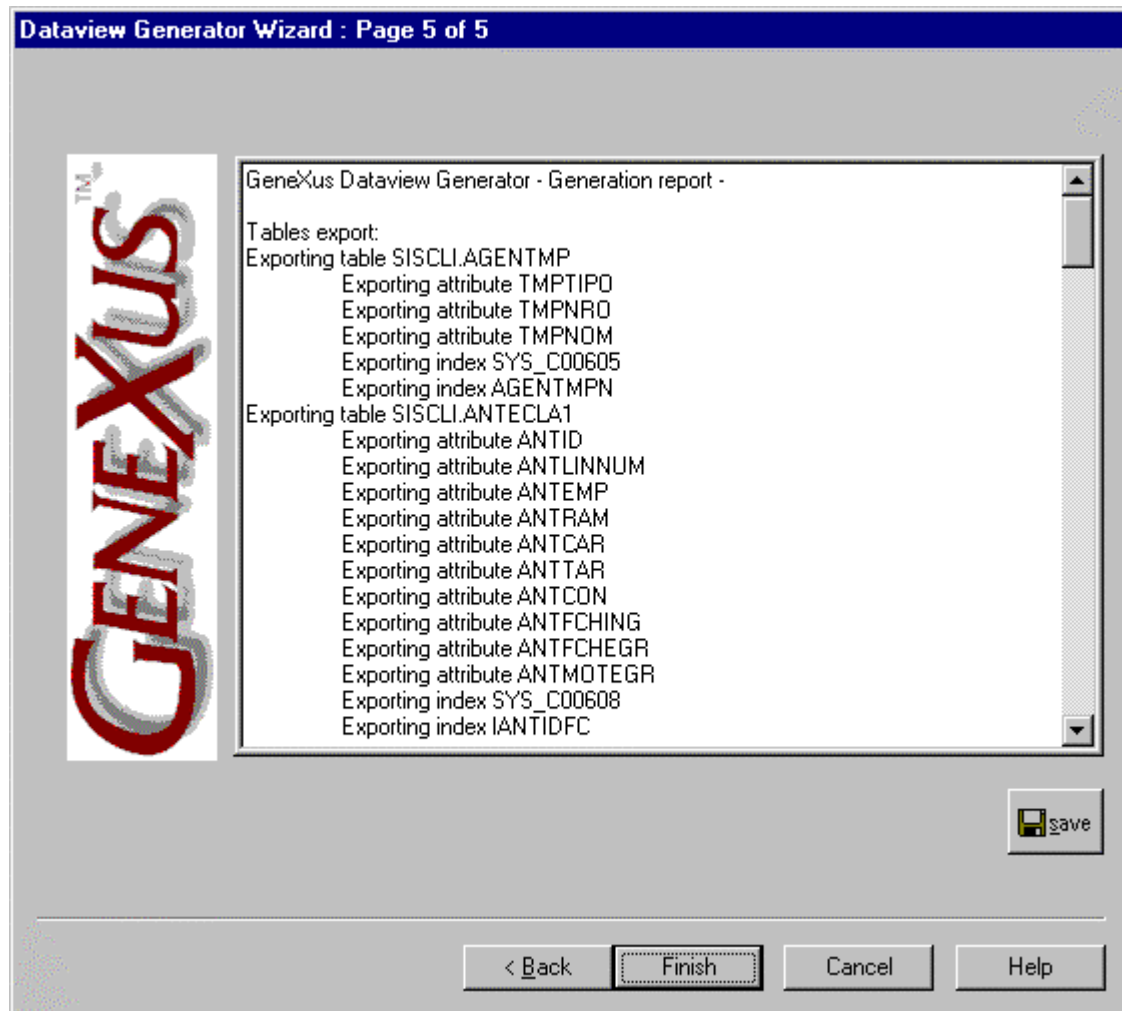 Dataview Generator Wizard : Page 5 of 5
GENEXUS TM
GeneXus Dataview Generator - Generation report -
Tables export:
Exporting table SISCLI.AGENTMP
Exporting attribute TMPTIPO
Exporting attribute TMPNRO
Exporting attribute TMPNOM
Exporting index SYS_C00605
Exporting index AGENTMPN
Exporting table SISCLI.ANTECLA1
Exporting attribute ANTID
Exporting attribute ANTLINNUM
Exporting attribute ANTEMP
Exporting attribute ANTRAM
Exporting attribute ANTCAR
Exporting attribute ANTTAR
Exporting attribute ANTCON
Exporting attribute ANTFCHING
Exporting attribute ANTFCHEGR
Exporting attribute ANTMOTEGR
Exporting index SYS_C00608
Exporting index IANTIDFC
save
< Back Finish Cancel Help